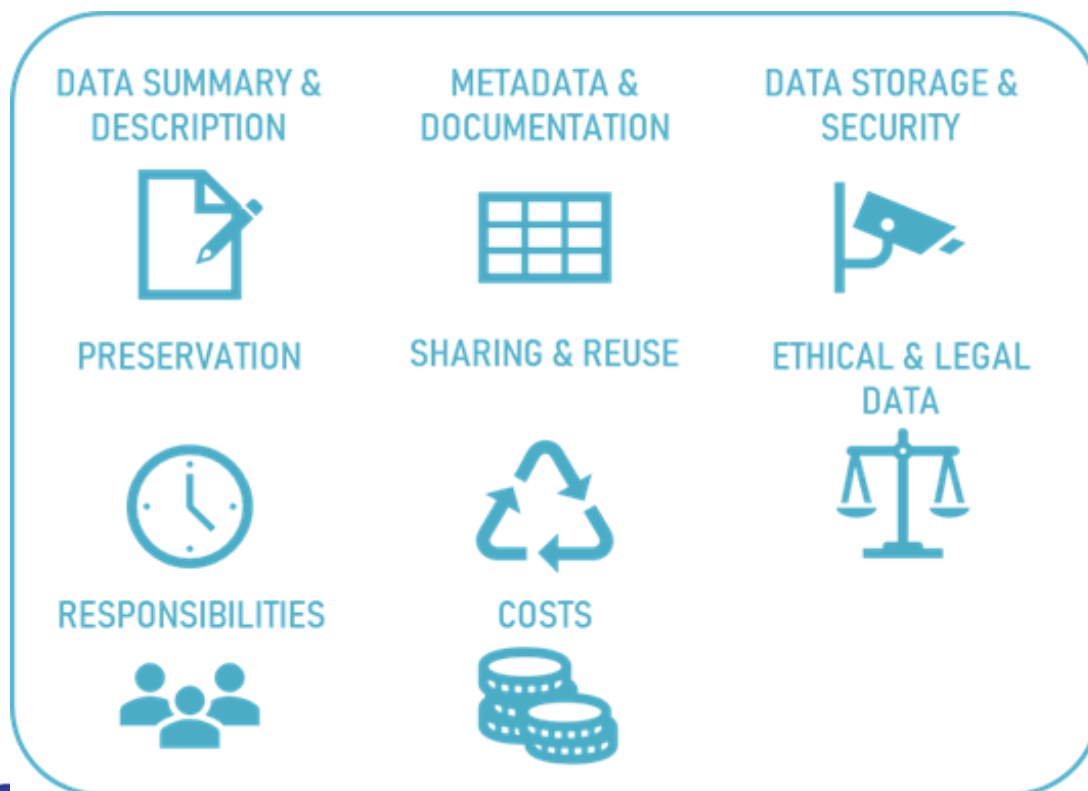 DATA SUMMARY &
DESCRIPTION
METADATA &
DOCUMENTATION
DATA STORAGE &
SECURITY
PRESERVATION
SHARING & REUSE
ETHICAL & LEGAL
DATA
RESPONSIBILITIES
COSTS